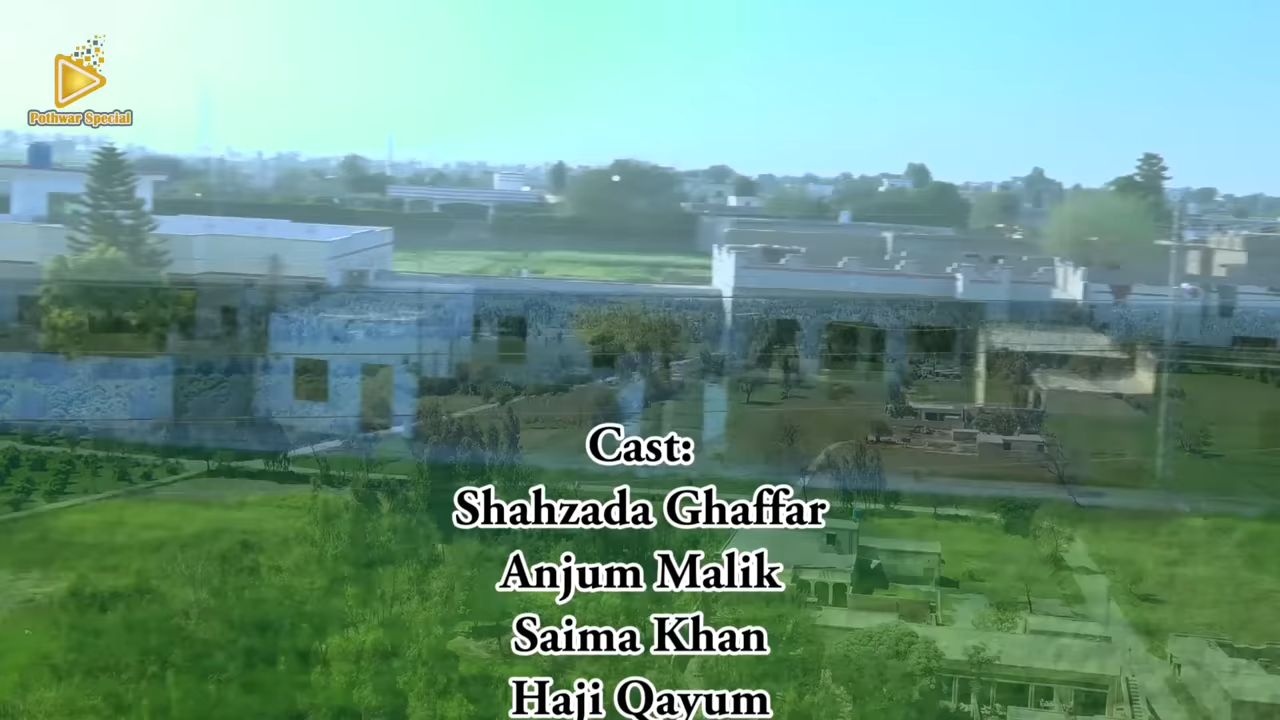 Pothwar Special
Cast:
Shahzada Ghaffar
Anjum Malik
Saima Khan
Haji Qayum